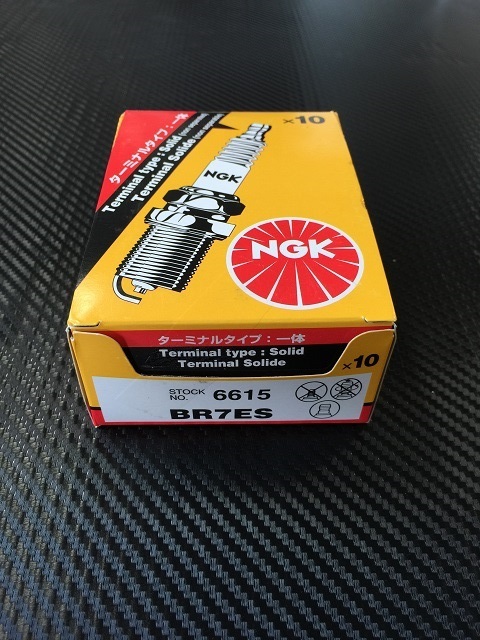 ターミナルタイプ：一体
Terminal type : Solid
Terminal Solide
×10
NGK
NGK
ターミナルタイプ：一体
Terminal type : Solid
Terminal Solide
×10
STOCK NO. 6615
BR7ES